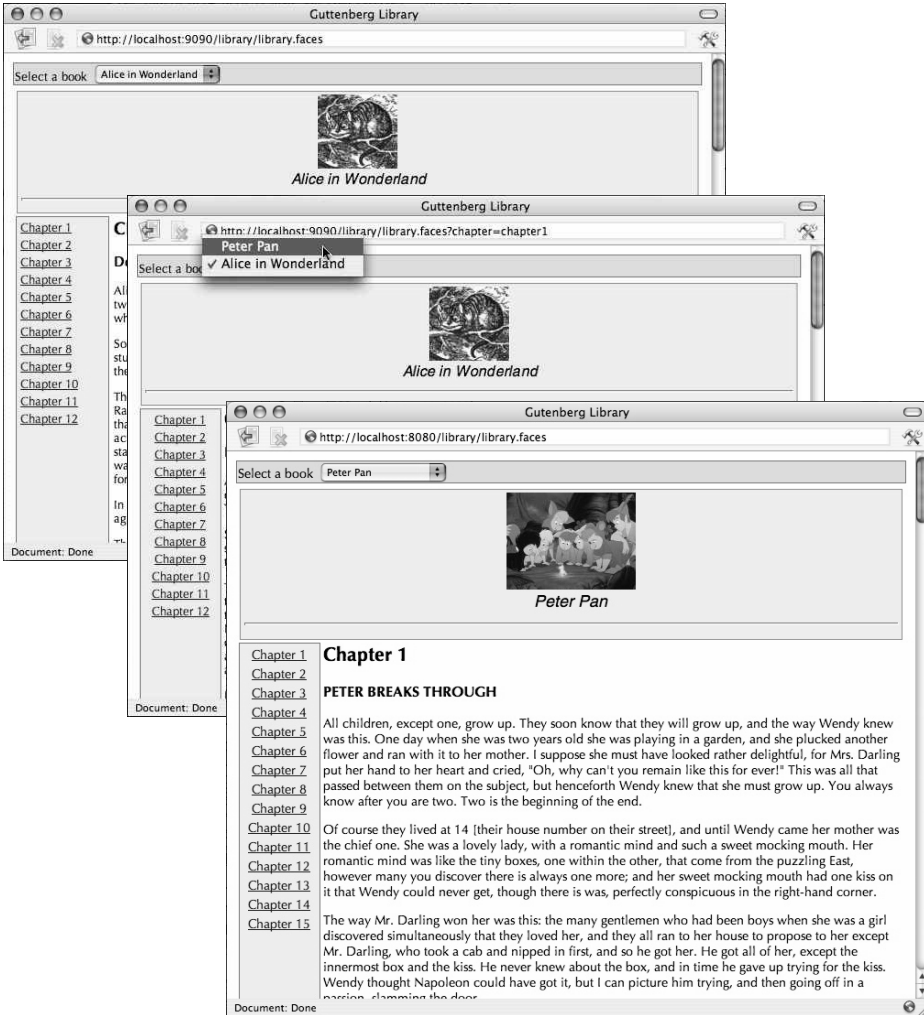 Guttenberg Library
http://localhost:9090/library/library.faces
Select a book Alice in Wonderland
Alice in Wonderland
Chapter 1
Chapter 2
Chapter 3
Chapter 4
Chapter 5
Chapter 6
Chapter 7
Chapter 8
Chapter 9
Chapter 10
Chapter 11
Chapter 12
C
D
Al
tw
wh
So
stu
the
Th
Ra
tha
ac
sta
wa
for
In
ag
Document: Done
Guttenberg Library
http://localhost:9090/library/library.faces?chapter=chapter1
Peter Pan
Select a boo ✓ Alice in Wonderland
Alice in Wonderland
Chapter 1
Chapter 2
Chapter 3
Chapter 4
Chapter 5
Chapter 6
Chapter 7
Chapter 8
Chapter 9
Chapter 10
Chapter 11
Chapter 12
Document: Done
Guttenberg Library
http://localhost:8080/library/library.faces
Select a book Peter Pan
Peter Pan
Chapter 1
Chapter 2
Chapter 3
Chapter 4
Chapter 5
Chapter 6
Chapter 7
Chapter 8
Chapter 9
Chapter 10
Chapter 11
Chapter 12
Chapter 13
Chapter 14
Chapter 15
Chapter 1
PETER BREAKS THROUGH
All children, except one, grow up. They soon know that they will grow up, and the way Wendy knew
was this. One day when she was two years old she was playing in a garden, and she plucked another
flower and ran with it to her mother. I suppose she must have looked rather delightful, for Mrs. Darling
put her hand to her heart and cried, "Oh, why can't you remain like this for ever!" This was all that
passed between them on the subject, but henceforth Wendy knew that she must grow up. You always
know after you are two. Two is the beginning of the end.
Of course they lived at 14 [their house number on their street], and until Wendy came her mother was
the chief one. She was a lovely lady, with a romantic mind and such a sweet mocking mouth. Her
romantic mind was like the tiny boxes, one within the other, that come from the puzzling East,
however many you discover there is always one more; and her sweet mocking mouth had one kiss on
it that Wendy could never get, though there was, perfectly conspicuous in the right-hand corner.
The way Mr. Darling won her was this: the many gentlemen who had been boys when she was a girl
discovered simultaneously that they loved her, and they all ran to her house to propose to her except
Mr. Darling, who took a cab and nipped in first, and so he got her. He got all of her, except the
innermost box and the kiss. He never knew about the box, and in time he gave up trying for the kiss.
Wendy thought Napoleon could have got it, but I can picture him trying, and then going off in a
passion, slamming the door.
Document: Done